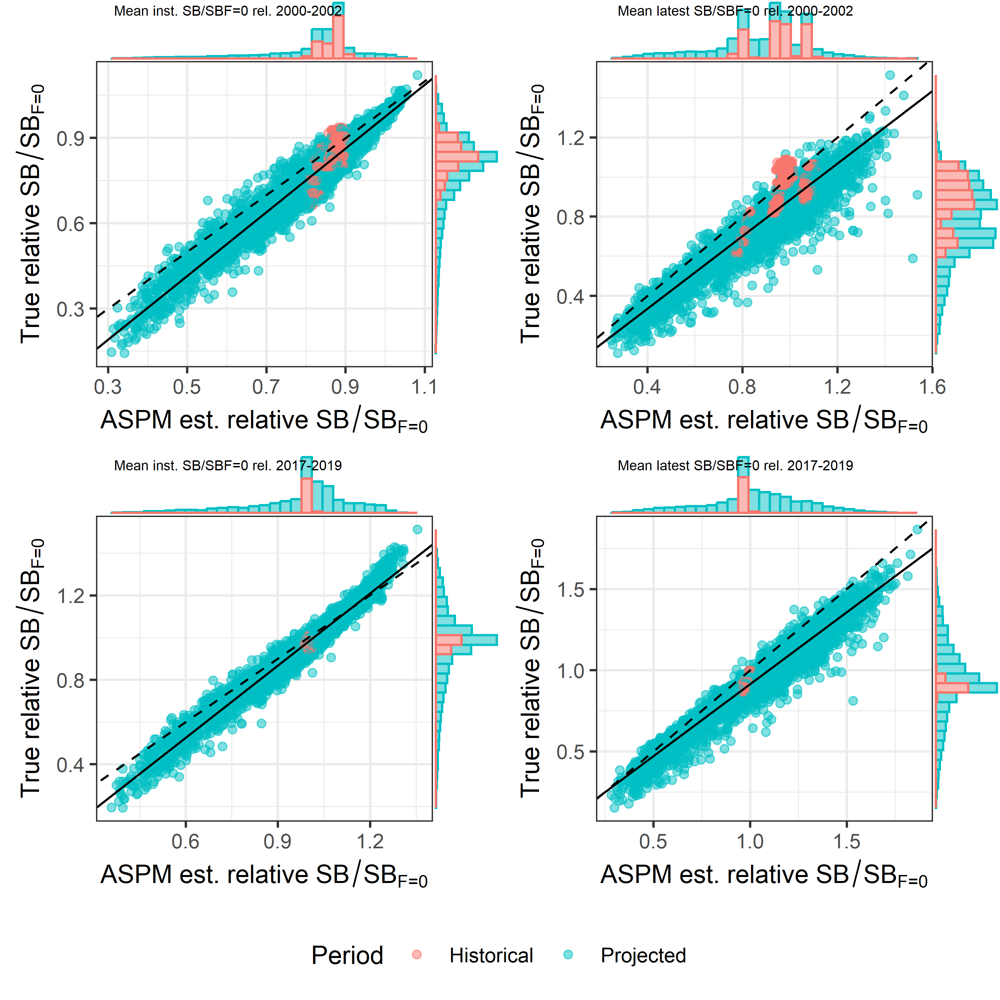 Mean inst. SB/SBF=0 rel. 2000-2002
True relative SB/SBF=0
0.9
0.6
0.3
0.3 0.5 0.7 0.9 1.1
ASPM est. relative SB/SBF=0
Mean latest SB/SBF=0 rel. 2000-2002
True relative SB/SBF=0
1.2
0.8
0.4
0.4 0.8 1.2 1.6
ASPM est. relative SB/SBF=0
Mean inst. SB/SBF=0 rel. 2017-2019
True relative SB/SBF=0
1.2
0.8
0.4
0.6 0.9 1.2
ASPM est. relative SB/SBF=0
Mean latest SB/SBF=0 rel. 2017-2019
True relative SB/SBF=0
1.5
1.0
0.5
0.5 1.0 1.5
ASPM est. relative SB/SBF=0
Period Historical Projected